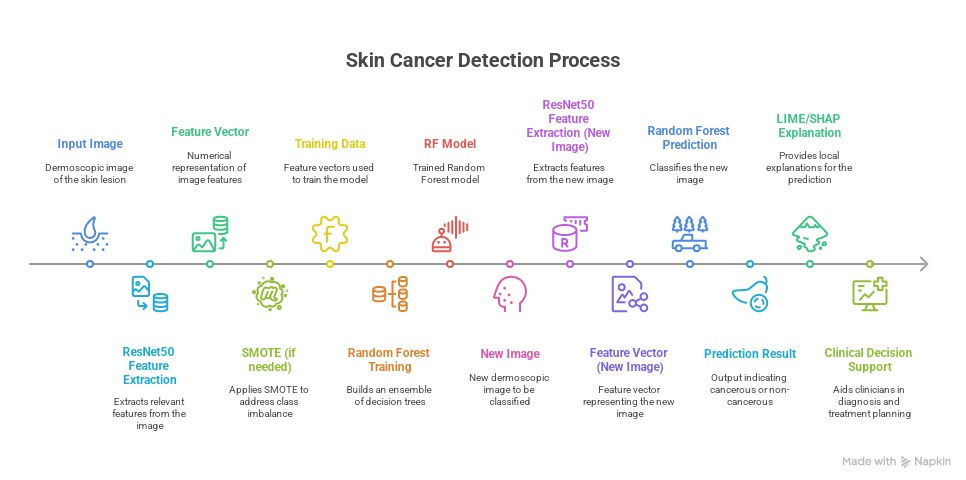 Skin Cancer Detection Process
Input Image
Dermoscopic image
of the skin lesion
ResNet50
Feature
Extraction
Extracts relevant
features from the
image
Feature Vector
Numerical
representation of
image features
SMOTE (if
needed)
Applies SMOTE to
address class
imbalance
Training Data
Feature vectors used
to train the model
Random Forest
Training
Builds an ensemble
of decision trees
RF Model
Trained Random
Forest model
New Image
New dermoscopic
image to be
classified
ResNet50
Feature
Extraction (New
Image)
Extracts features
from the new image
R
Feature Vector
(New Image)
Feature vector
representing the new
image
Random Forest
Prediction
Classifies the new
image
Prediction Result
Output indicating
cancerous or non-
cancerous
LIME/SHAP
Explanation
Provides local
explanations for the
prediction
Clinical Decision
Support
Aids clinicians in
diagnosis and
treatment planning
Made with Napkin